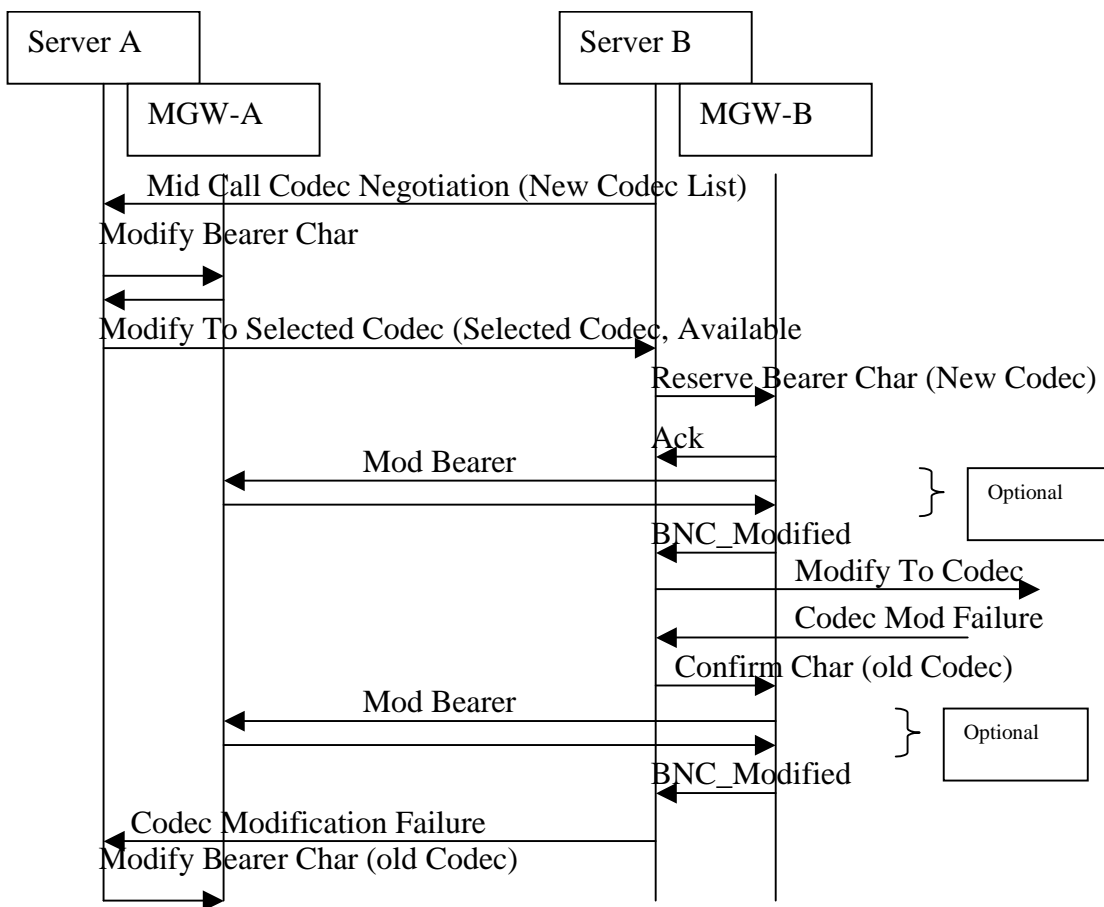 Server A
Server B
MGW-A
MGW-B
Mid Call Codec Negotiation (New Codec List)
Modify Bearer Char
Modify To Selected Codec (Selected Codec, Available
Reserve Bearer Char (New Codec)
Ack
Mod Bearer
Optional
BNC_Modified
Modify To Codec
Codec Mod Failure
Confirm Char (old Codec)
Mod Bearer
Optional
BNC_Modified
Codec Modification Failure
Modify Bearer Char (old Codec)